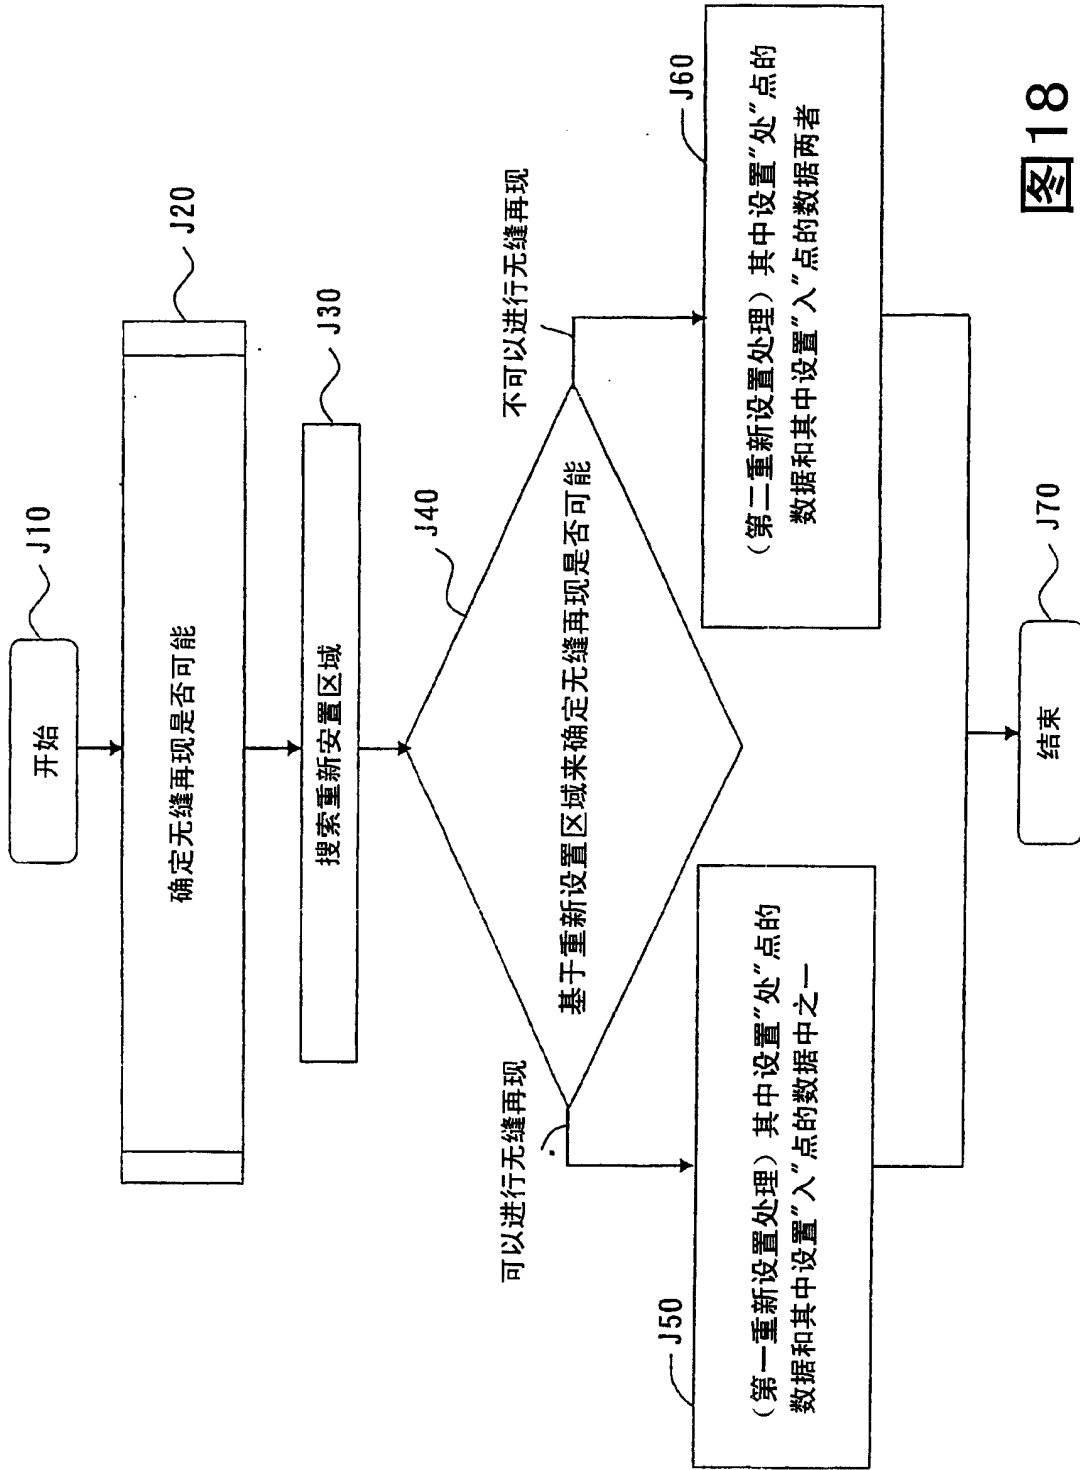 开始
J10
确定无缝再现是否可能
J20
搜索重新安置区域
J30
J40
基于重新设置区域来确定无缝再现是否可能
可以进行无缝再现
不可以进行无缝再现
J50
（第一重新设置处理）其中设置“处”点的
数据和其中设置“入”点的数据中之一
J60
（第二重新设置处理）其中设置“处”点的
数据和其中设置“入”点的数据两者
结束
J70
图18